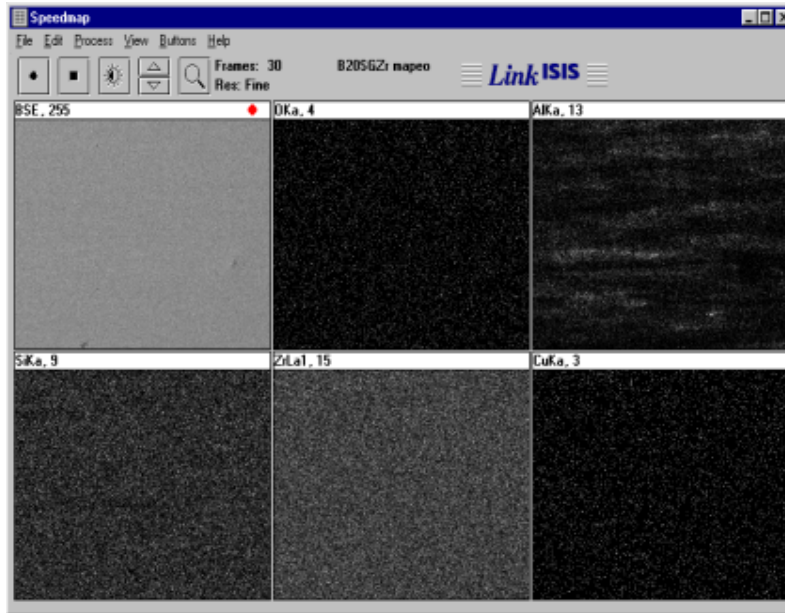 Speedmap
File Edit Process View Buttons Help
Frames: 30
Res: Fine
B20SGZr mapeo
Link ISIS
BSE, 255
OKa, 4
AlKa, 13
SiKa, 9
ZrLa1, 15
CuKa, 3